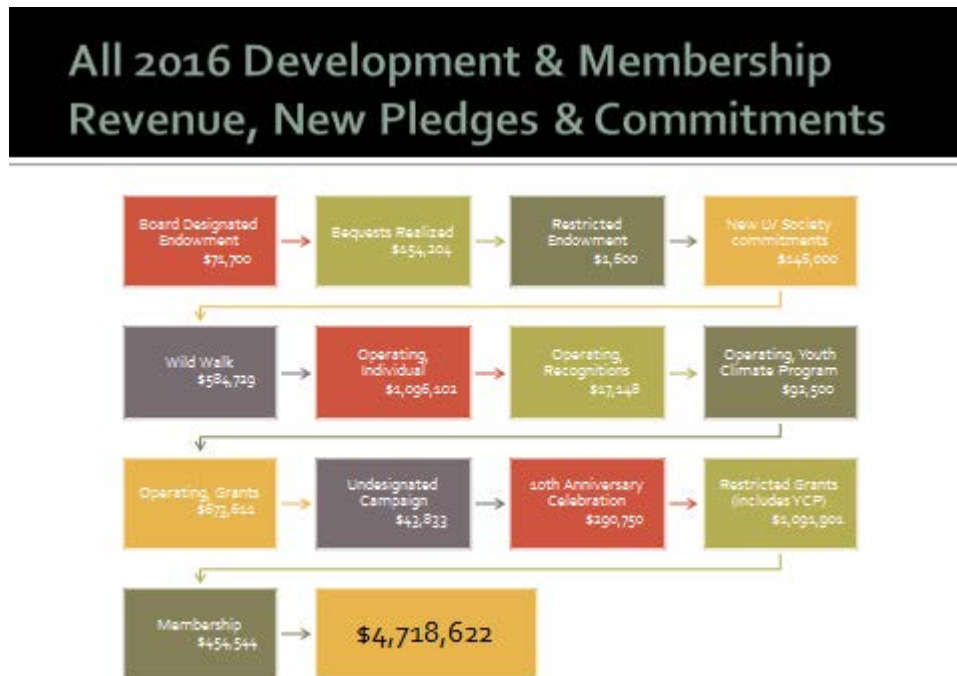 All 2016 Development & Membership
Revenue, New Pledges & Commitments
Board Designated
Endowment
$71,700
Bequests Realized
$154,204
Restricted
Endowment
$1,600
New LV Society
commitments
$146,000
Wild Walk
$584,729
Operating,
Individual
$1,096,102
Operating,
Recognitions
$17,148
Operating, Youth
Climate Program
$92,500
Operating, Grants
$673,611
Undesignated
Campaign
$43,833
10th Anniversary
Celebration
$290,750
Restricted Grants
(includes YCP)
$1,091,901
Membership
$454,544
$4,718,622